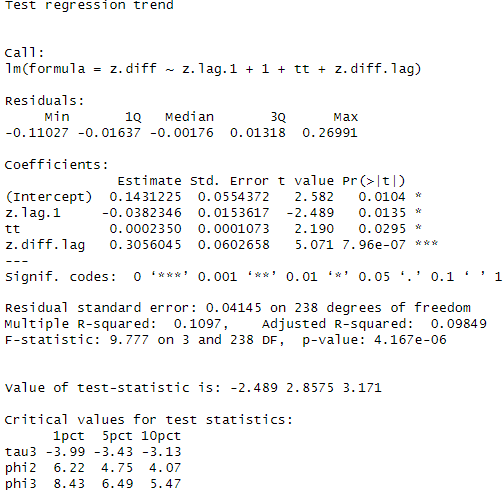 Test regression trend
Call:
lm(formula = z.diff ~ z.lag.1 + 1 + tt + z.diff.lag)
Residuals:
Min 1Q Median 3Q Max
-0.11027 -0.01637 -0.00176 0.01318 0.26991
Coefficients:
Estimate Std. Error t value Pr(>|t|)
(Intercept) 0.1431225 0.0554372 2.582 0.0104 *
z.lag.1 -0.0382346 0.0153617 -2.489 0.0135 *
tt 0.0002350 0.0001073 2.190 0.0295 *
z.diff.lag 0.3056045 0.0602658 5.071 7.96e-07 ***
---
Signif. codes: 0 ‘***’ 0.001 ‘**’ 0.01 ‘*’ 0.05 ‘.’ 0.1 ‘ ’ 1
Residual standard error: 0.04145 on 238 degrees of freedom
Multiple R-squared: 0.1097, Adjusted R-squared: 0.09849
F-statistic: 9.777 on 3 and 238 DF, p-value: 4.167e-06
Value of test-statistic is: -2.489 2.8575 3.171
Critical values for test statistics:
1pct 5pct 10pct
tau3 -3.99 -3.43 -3.13
phi2 6.22 4.75 4.07
phi3 8.43 6.49 5.47